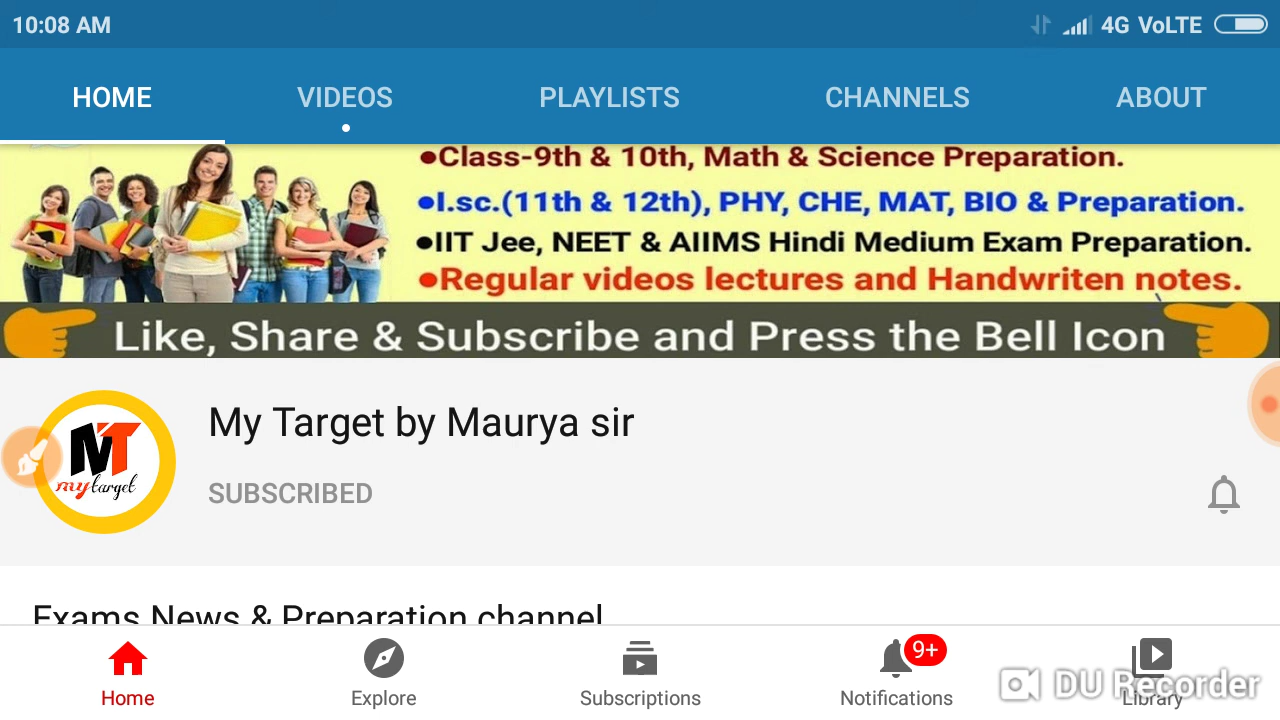 10:08 AM 4G VoLTE
HOME VIDEOS PLAYLISTS CHANNELS ABOUT
•Class-9th & 10th, Math & Science Preparation.
•I.sc.(11th & 12th), PHY, CHE, MAT, BIO & Preparation.
•IIT Jee, NEET & AIIMS Hindi Medium Exam Preparation.
•Regular videos lectures and Handwriten notes.
Like, Share & Subscribe and Press the Bell Icon
MT
my target
My Target by Maurya sir
SUBSCRIBED
Exams News & Preparation channel
9+
Home Explore Subscriptions Notifications Library
DU Recorder